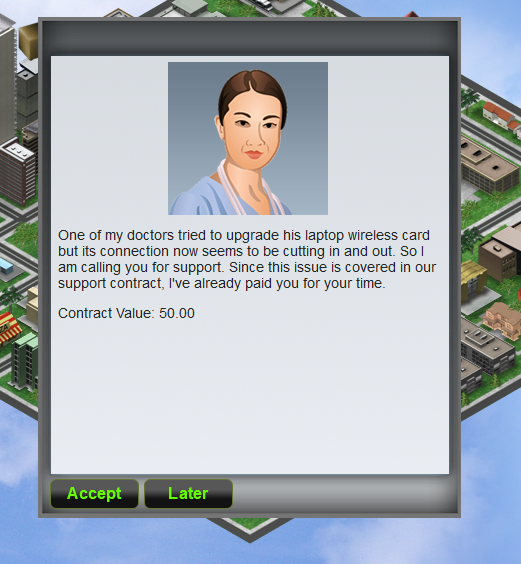 One of my doctors tried to upgrade his laptop wireless card
but its connection now seems to be cutting in and out. So I
am calling you for support. Since this issue is covered in our
support contract, I've already paid you for your time.
Contract Value: 50.00
Accept
Later